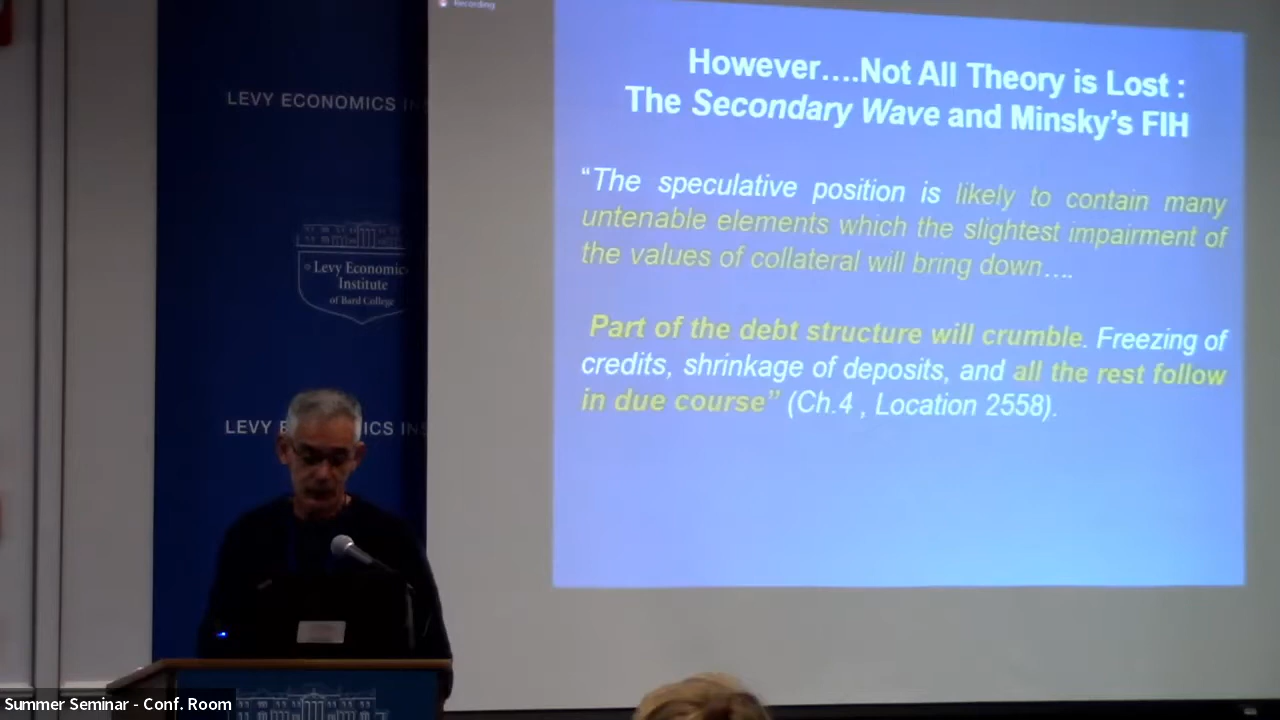 Recording
However....Not All Theory is Lost :
The Secondary Wave and Minsky's FIH
“The speculative position is likely to contain many
untenable elements which the slightest impairment of
the values of collateral will bring down….
Part of the debt structure will crumble. Freezing of
credits, shrinkage of deposits, and all the rest follow
in due course” (Ch.4 , Location 2558).
LEVY ECONOMICS IN
Levy Economic
Institute
of Bard College
LEVY E ICS IN
Summer Seminar - Conf. Room